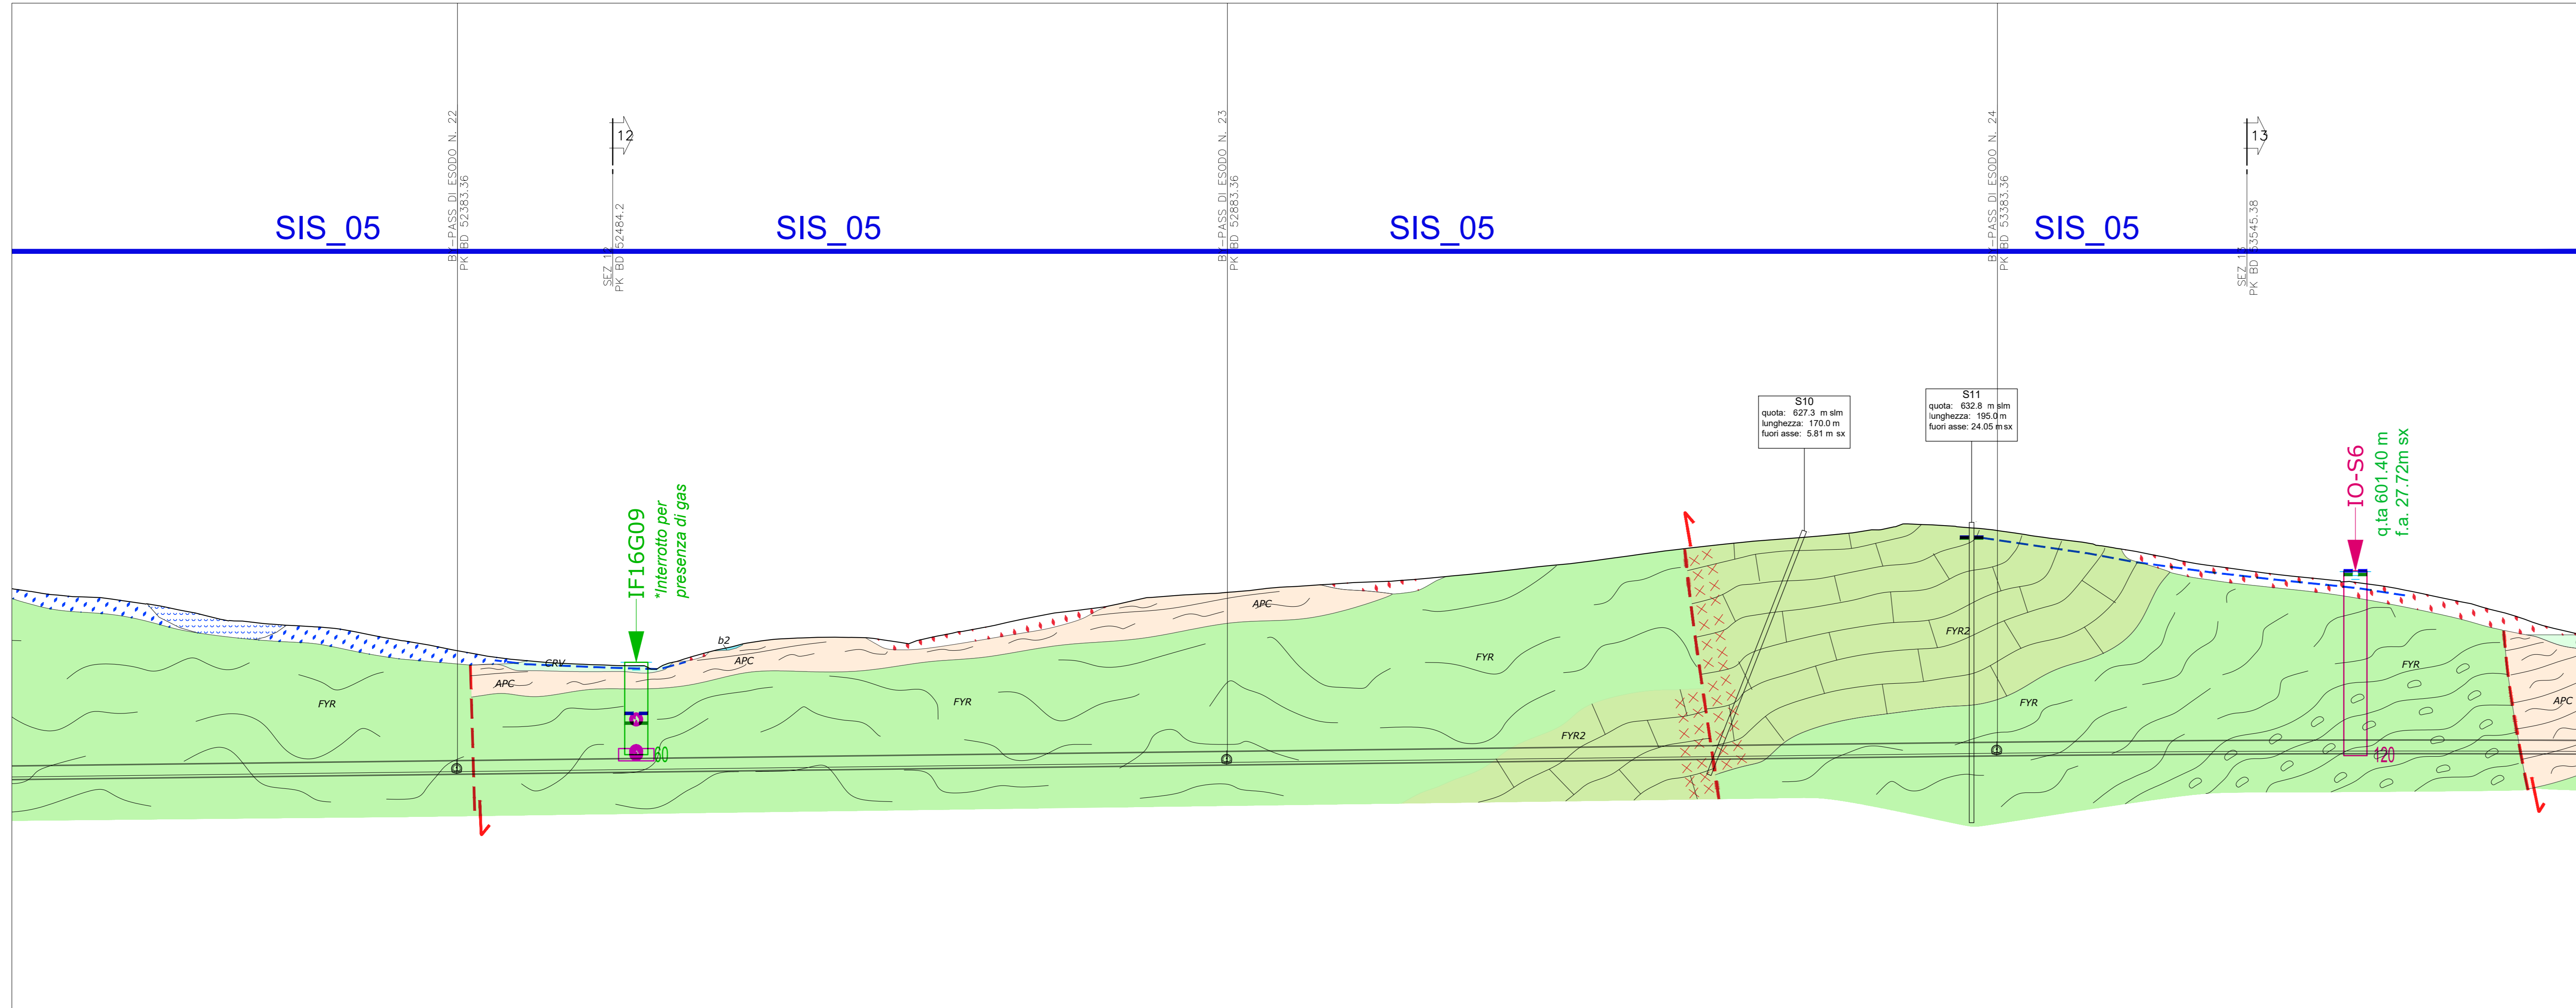 BY-PASS DI ESODO N. 22
PK BD 52383.36
12
SEZ 12
PK BD 52484.2
BY-PASS DI ESODO N. 23
PK BD 52883.36
BY-PASS DI ESODO N. 24
PK BD 53383.36
13
SEZ 13
PK BD 53545.38
SIS_05
SIS_05
SIS_05
SIS_05
S10
quota: 627.3 m slm
lunghezza: 170.0 m
fuori asse: 5.81 m sx
S11
quota: 632.8 m slm
lunghezza: 195.0 m
fuori asse: 24.05 m sx
IF16G09
*Interrotto per
presenza di gas
IO-S6
q.ta 601.40 m
f.a. 27.72m sx
APC
b2
CRV
APC
APC
FYR
FYR
FYR
FYR2
FYR2
FYR
FYR
APC
60
120